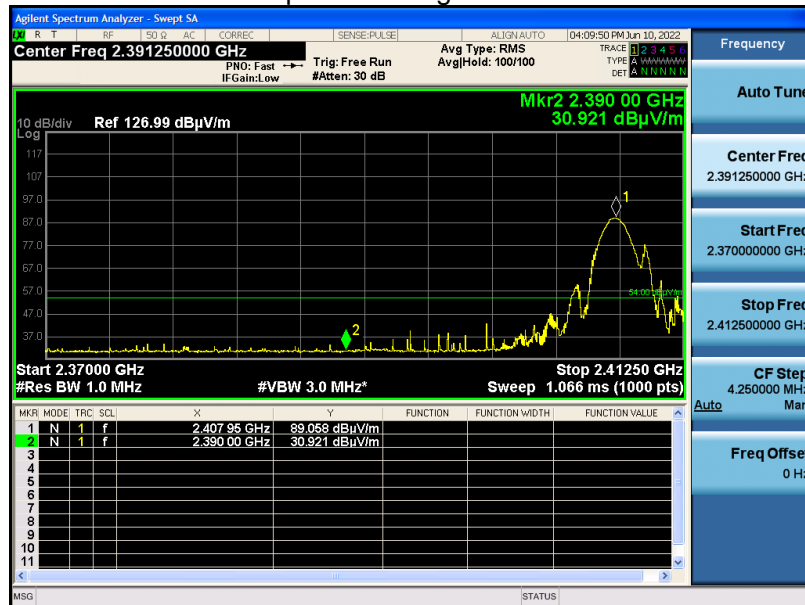 Agilent Spectrum Analyzer - Swept SA
LXI R T RF 50 Ω AC CORREC SENSE:PULSE ALIGN AUTO 04:09:50 PM Jun 10, 2022
Center Freq 2.391250000 GHz
PNO: Fast
IFGain:Low
Trig: Free Run
#Atten: 30 dB
Avg Type: RMS
Avg|Hold: 100/100
TRACE 1 2 3 4 5 6
TYPE A WWWWW
DET A N N N N N
Mkr2 2.390 00 GHz
30.921 dBµV/m
10 dB/div Ref 126.99 dBµV/m
Log
117
107
97.0
87.0
77.0
67.0
57.0
47.0
37.0
1
54.00 dBµV/m
2
Start 2.37000 GHz Stop 2.41250 GHz
#Res BW 1.0 MHz #VBW 3.0 MHz* Sweep 1.066 ms (1000 pts)
MKR MODE TRC SCL X Y FUNCTION FUNCTION WIDTH FUNCTION VALUE
1 N 1 f 2.407 95 GHz 89.058 dBµV/m
2 N 1 f 2.390 00 GHz 30.921 dBµV/m
3
4
5
6
7
8
9
10
11
MSG STATUS
Frequency
Auto Tune
Center Freq
2.391250000 GHz
Start Freq
2.370000000 GHz
Stop Freq
2.412500000 GHz
CF Step
4.250000 MHz
Auto Man
Freq Offset
0 Hz